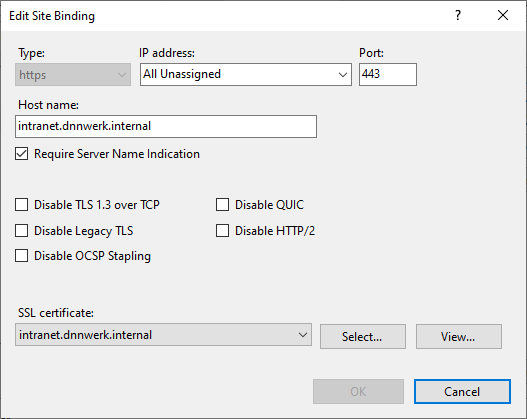 Edit Site Binding
?
Type: IP address: Port:
https All Unassigned 443
Host name:
intranet.dnnwerk.internal
Require Server Name Indication
Disable TLS 1.3 over TCP Disable QUIC
Disable Legacy TLS Disable HTTP/2
Disable OCSP Stapling
SSL certificate:
intranet.dnnwerk.internal Select... View...
OK Cancel